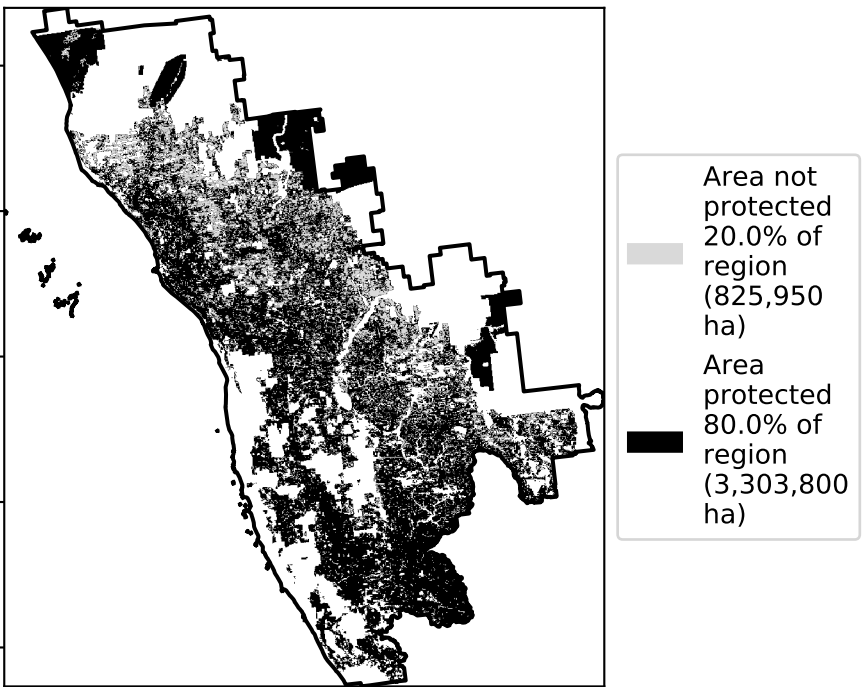 Area not
protected
20.0% of
region
(825,950
ha)
Area
protected
80.0% of
region
(3,303,800
ha)